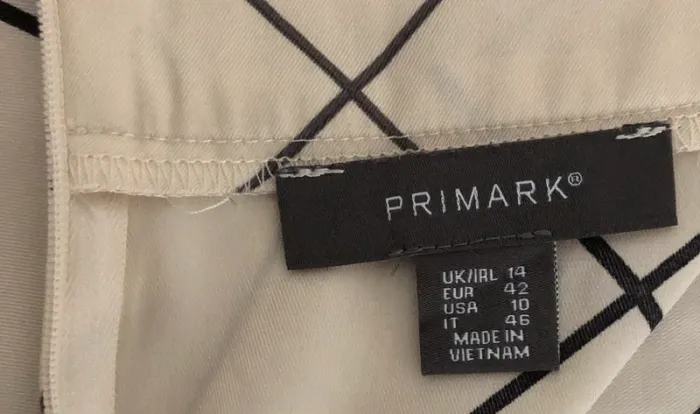 PRIMARK®
UK/IRL 14
EUR 42
USA 10
IT 46
MADE IN
VIETNAM